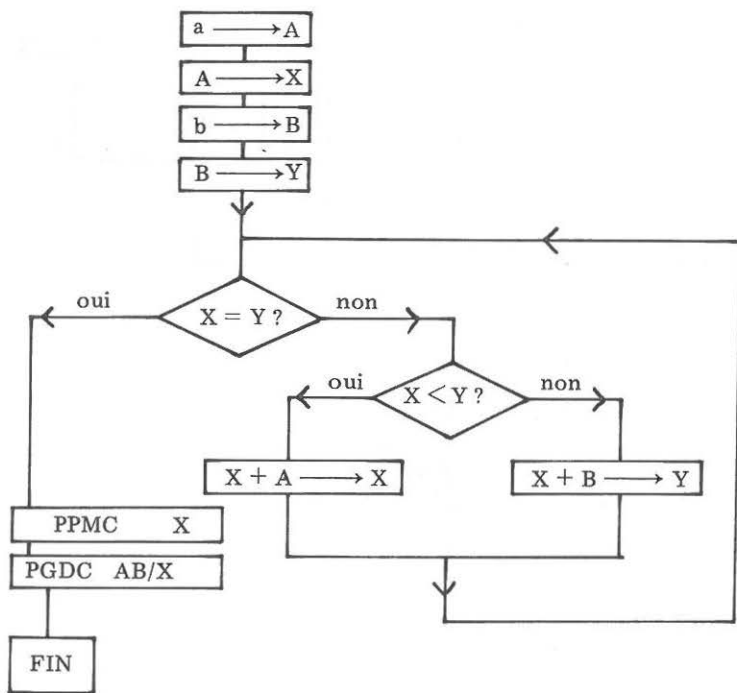 a ⟶ A
A ⟶ X
b ⟶ B
B ⟶ Y
oui
X = Y ?
non
oui
X < Y ?
non
X + A ⟶ X
X + B ⟶ Y
PPMC X
PGDC AB/X
FIN